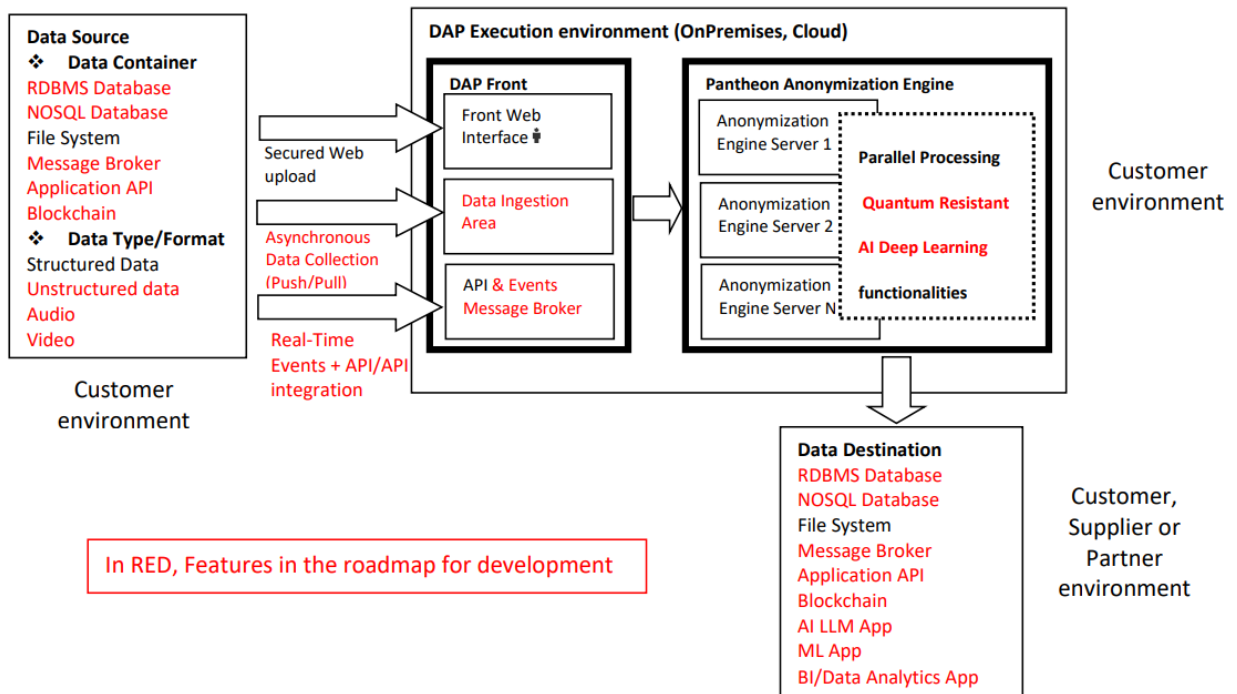 Data Source
❖ Data Container
RDBMS Database
NOSQL Database
File System
Message Broker
Application API
Blockchain
❖ Data Type/Format
Structured Data
Unstructured data
Audio
Video
Customer
environment
Secured Web
upload
Asynchronous
Data Collection
(Push/Pull)
Real-Time
Events + API/API
integration
DAP Execution environment (OnPremises, Cloud)
DAP Front
Front Web
Interface
Data Ingestion
Area
API & Events
Message Broker
Pantheon Anonymization Engine
Anonymization
Engine Server 1
Anonymization
Engine Server 2
Anonymization
Engine Server N
Parallel Processing
Quantum Resistant
AI Deep Learning
functionalities
Customer
environment
Data Destination
RDBMS Database
NOSQL Database
File System
Message Broker
Application API
Blockchain
AI LLM App
ML App
BI/Data Analytics App
Customer,
Supplier or
Partner
environment
In RED, Features in the roadmap for development